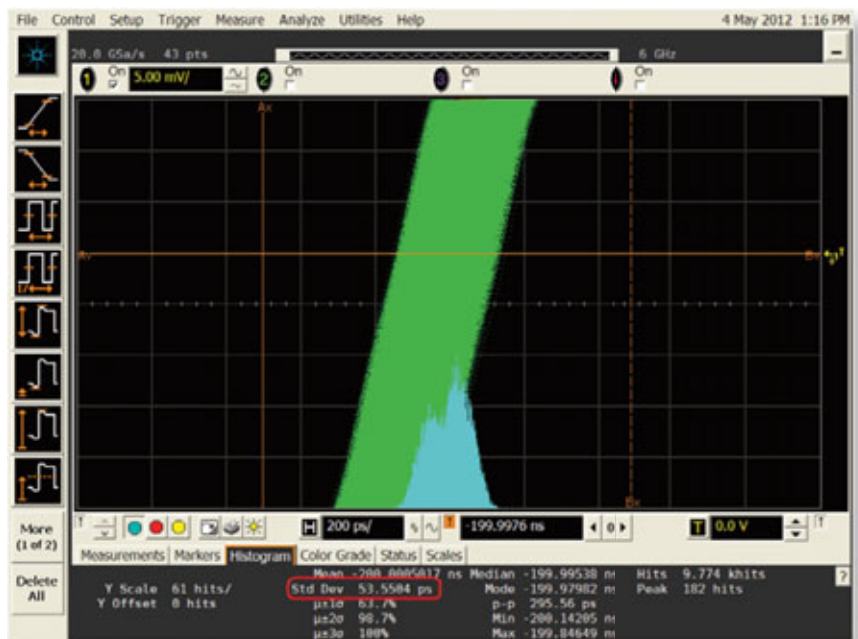 File Control Setup Trigger Measure Analyze Utilities Help 4 May 2012 1:16 PM
20.0 GSa/s 43 pts 6 GHz
1 On 5.00 mV/ 2 On 3 On On
Ax
Av Bv T
Bx
More
(1 of 2)
Delete
All
T H 200 ps/ T -199.9976 ns 0 T 0.0 V T
Measurements Markers Histogram Color Grade Status Scales
Mean -200.0005017 ns Median -199.99538 ns Hits 9.774 khits
Y Scale 61 hits/ Std Dev 53.5504 ps Mode -199.97982 ns Peak 182 hits
Y Offset 0 hits μ±1σ 63.7% p-p 295.56 ps
μ±2σ 98.7% Min -200.14205 ns
μ±3σ 100% Max -199.84649 ns
?